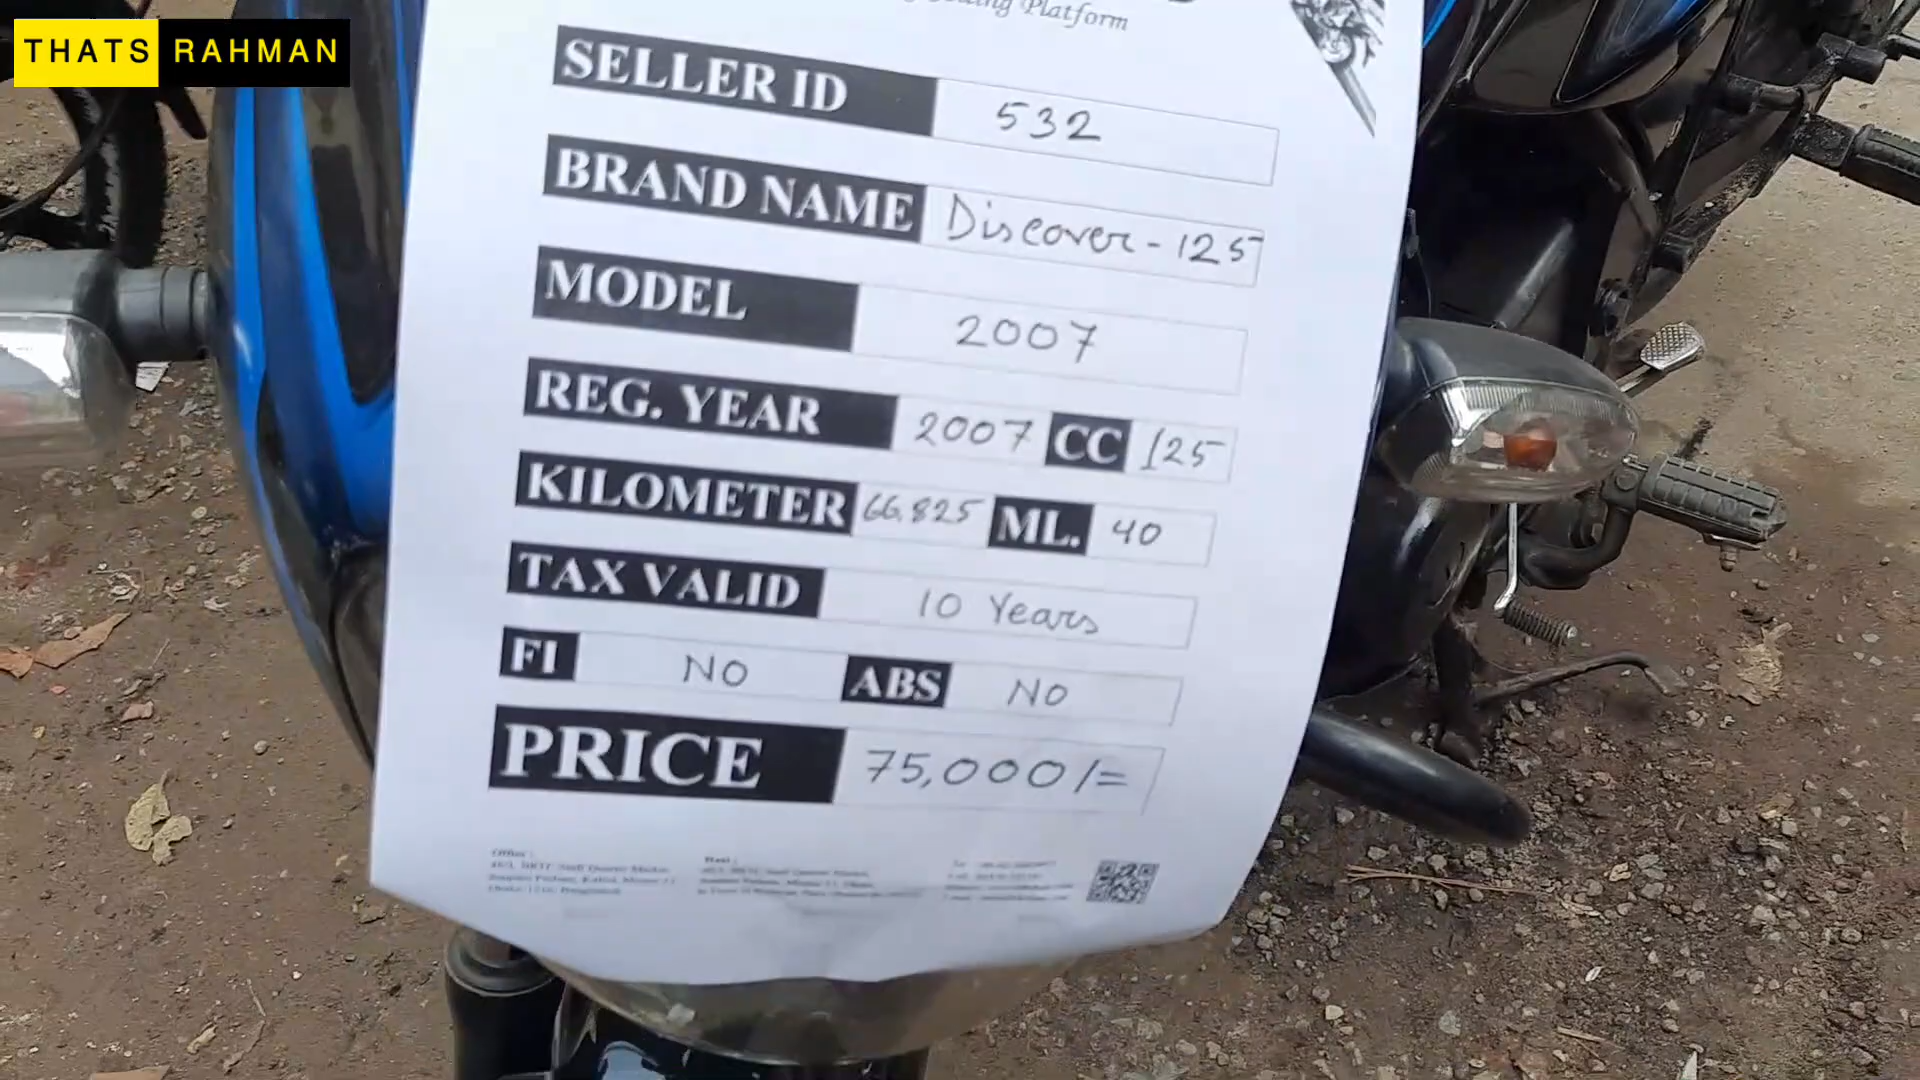 THATS RAHMAN
Platform
SELLER ID 532
BRAND NAME Discover - 125
MODEL 2007
REG. YEAR 2007 CC 125
KILOMETER 66,825 ML. 40
TAX VALID 10 Years
FI NO ABS NO
PRICE 75,000/=
Office :